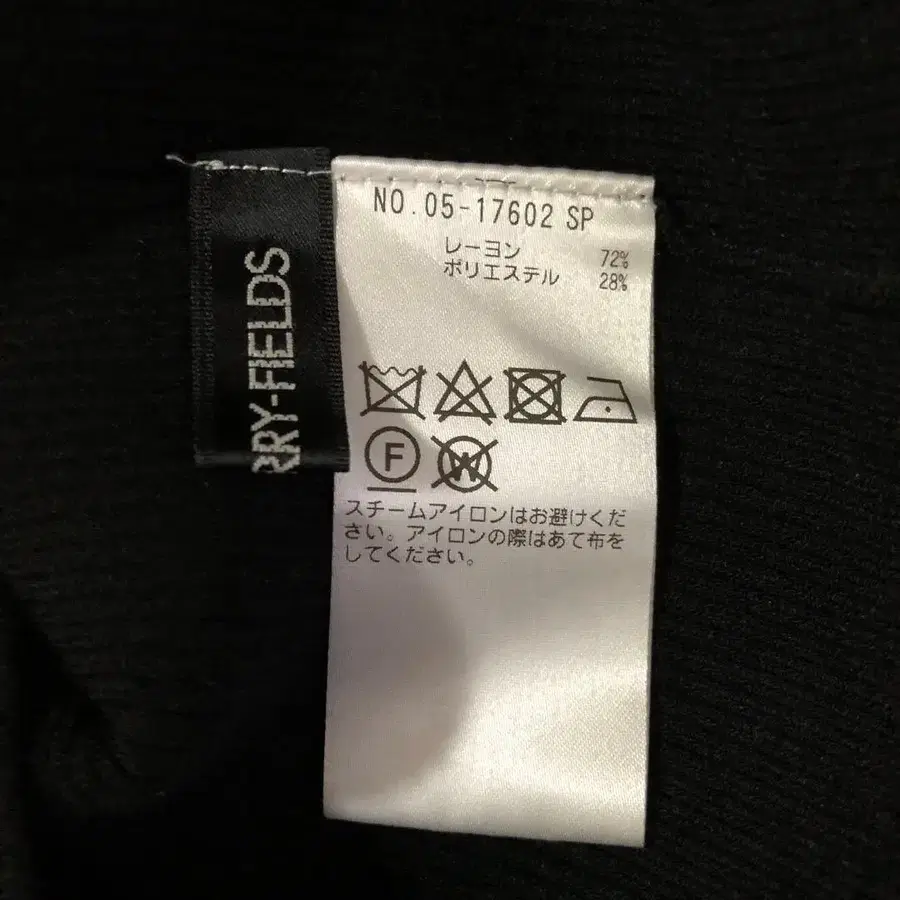 RRY-FIELDS
NO.05-17602 SP
レーヨン 72%
ポリエステル 28%
F
W
スチームアイロンはお避けくだ
さい。アイロンの際はあて布を
してください。